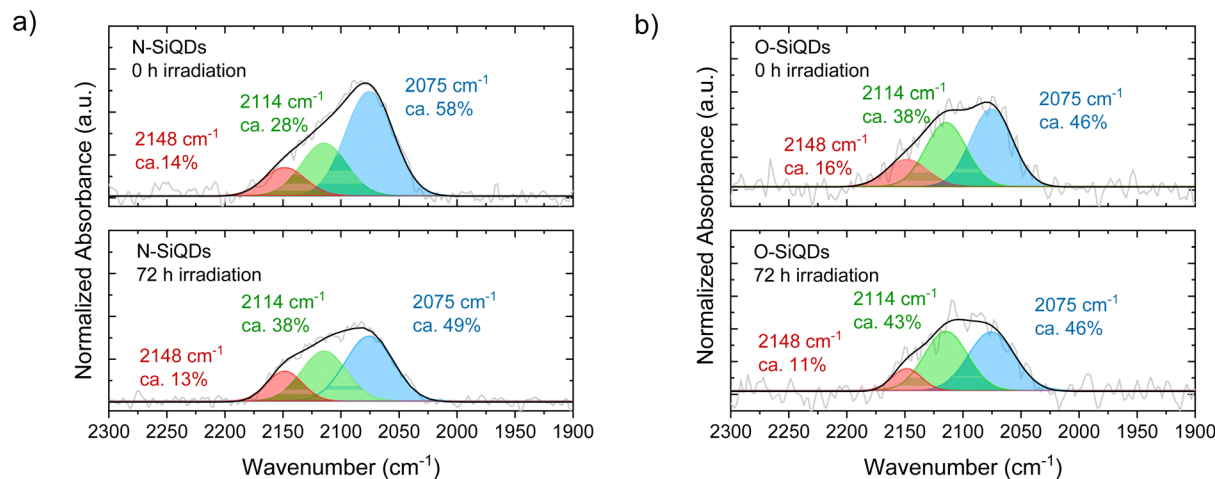 a)
N-SiQDs
0 h irradiation
2075 cm⁻¹
ca. 58%
2114 cm⁻¹
ca. 28%
2148 cm⁻¹
ca.14%
N-SiQDs
72 h irradiation
2114 cm⁻¹
ca. 38%
2075 cm⁻¹
ca. 49%
2148 cm⁻¹
ca. 13%
Normalized Absorbance (a.u.)
2300 2250 2200 2150 2100 2050 2000 1950 1900
Wavenumber (cm⁻¹)
b)
O-SiQDs
0 h irradiation
2114 cm⁻¹
ca. 38%
2075 cm⁻¹
ca. 46%
2148 cm⁻¹
ca. 16%
O-SiQDs
72 h irradiation
2114 cm⁻¹
ca. 43%
2075 cm⁻¹
ca. 46%
2148 cm⁻¹
ca. 11%
Normalized Absorbance (a.u.)
2300 2250 2200 2150 2100 2050 2000 1950 1900
Wavenumber (cm⁻¹)